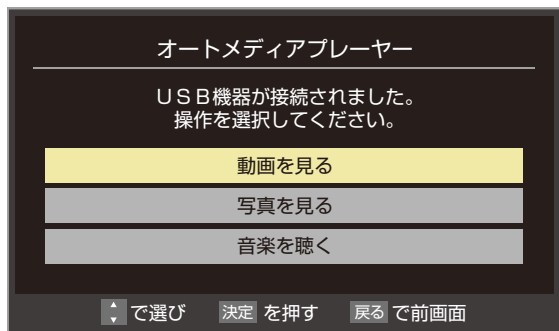 オートメディアプレーヤー
USB機器が接続されました。
操作を選択してください。
動画を見る
写真を見る
音楽を聴く
で選び 決定 を押す 戻る で前画面